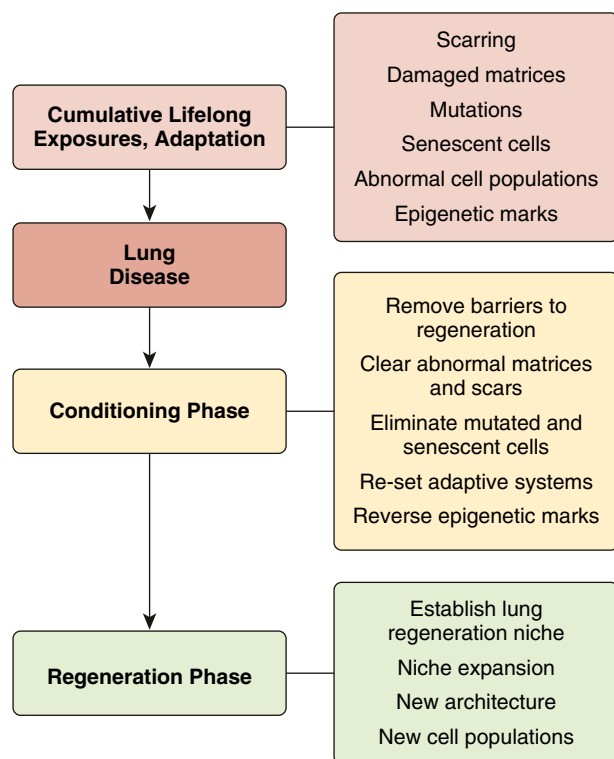 Cumulative Lifelong
Exposures, Adaptation
Scarring
Damaged matrices
Mutations
Senescent cells
Abnormal cell populations
Epigenetic marks
Lung
Disease
Conditioning Phase
Remove barriers to
regeneration
Clear abnormal matrices
and scars
Eliminate mutated and
senescent cells
Re-set adaptive systems
Reverse epigenetic marks
Regeneration Phase
Establish lung
regeneration niche
Niche expansion
New architecture
New cell populations